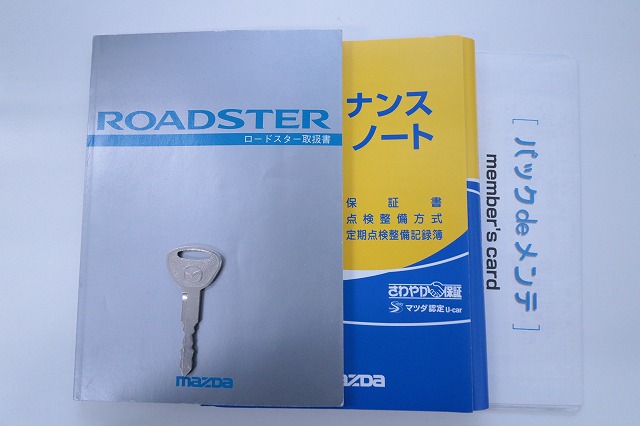 ROADSTER
ロードスター取扱書
mazda
ナンス
ノート
保証書
点検整備方式
定期点検整備記録簿
さわやか保証
マツダ認定U-car
mazda
[パックdeメンテ]
member's card